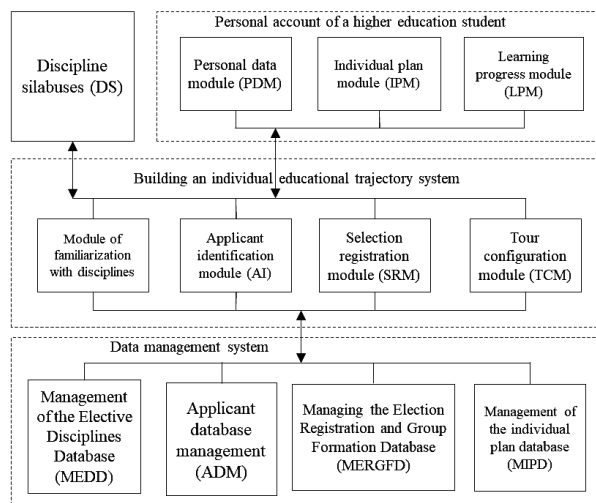 Personal account of a higher education student
Discipline
silabuses (DS)
Personal data
module (PDM)
Individual plan
module (IPM)
Learning
progress module
(LPM)
Building an individual educational trajectory system
Module of
familiarization
with disciplines
Applicant
identification
module (AI)
Selection
registration
module (SRM)
Tour
configuration
module (TCM)
Data management system
Management
of the Elective
Disciplines
Database
(MEDD)
Applicant
database
management
(ADM)
Managing the Election
Registration and Group
Formation Database
(MERGFD)
Management of
the individual
plan database
(MIPD)